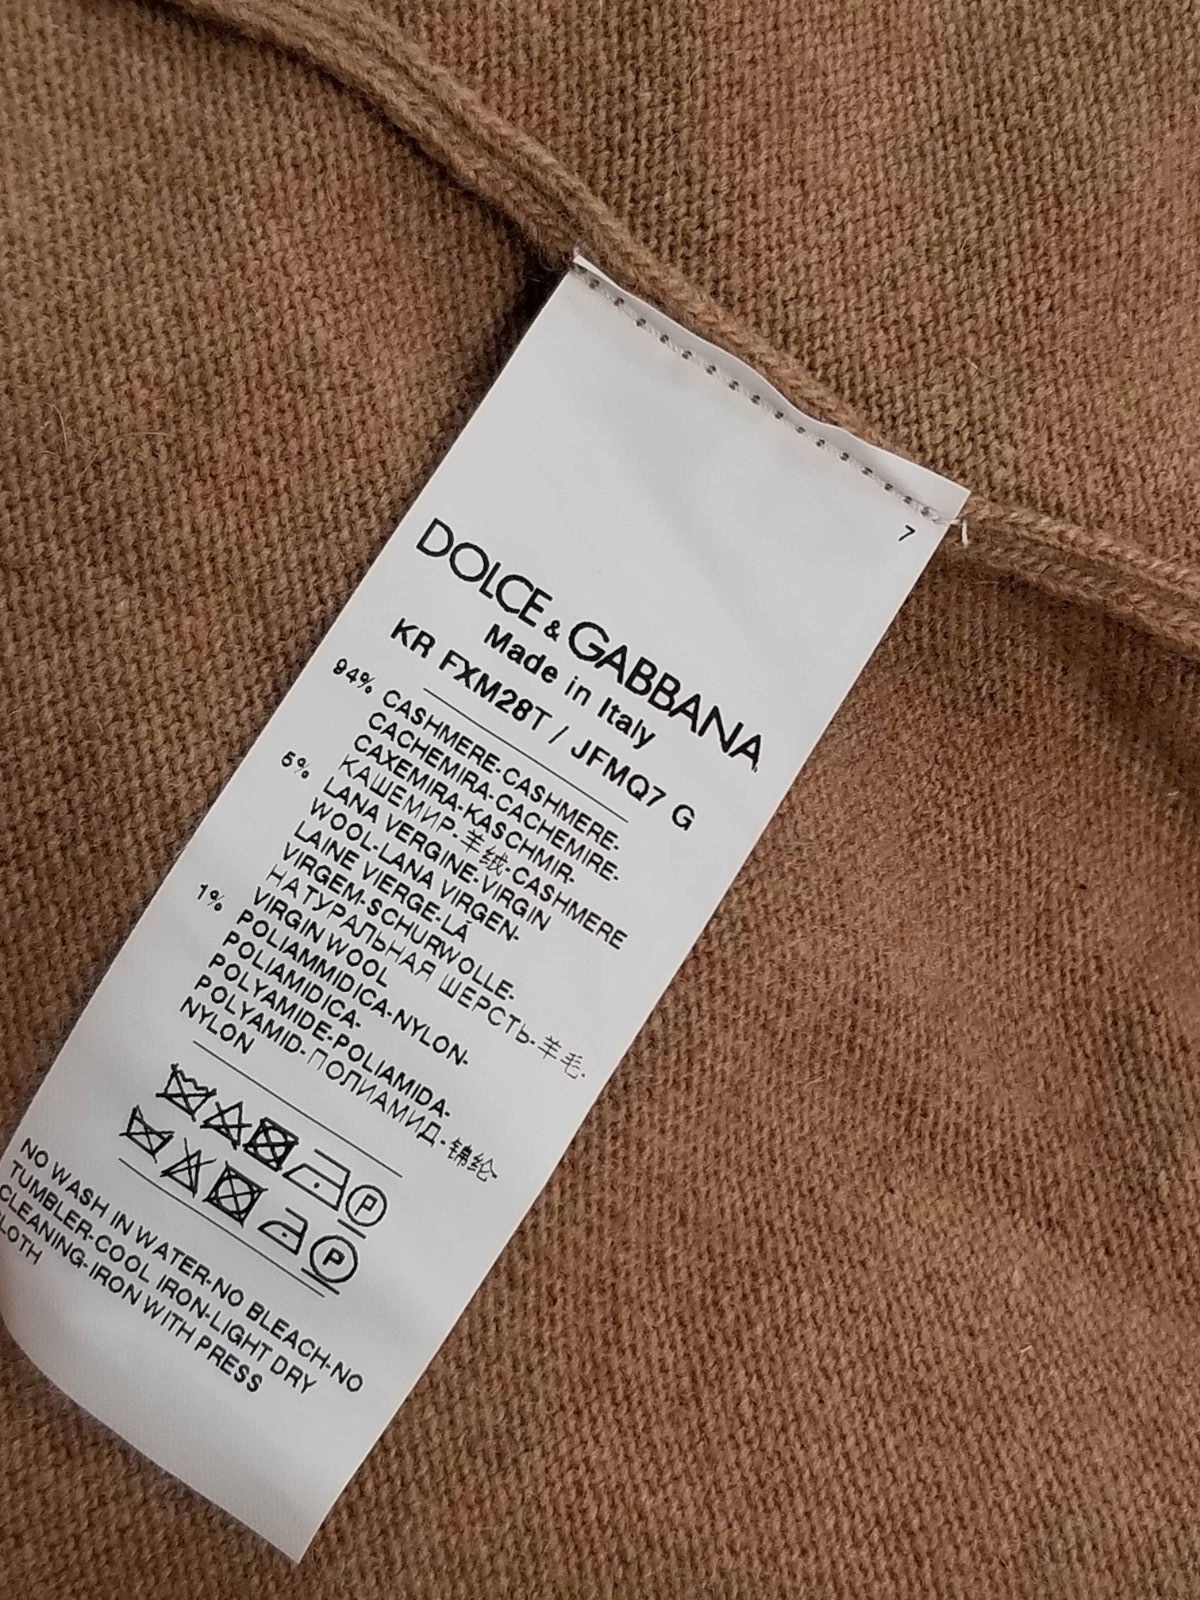 7
DOLCE & GABBANA
Made in Italy
KR FXM28T / JFMQ7 G
94% CASHMERE-CASHMERE-
CACHEMIRA-CACHEMIRE-
CAXEMIRA-KASCHMIR-
КАШЕМИР-羊绒-CASHMERE
5% LANA VERGINE-VIRGIN
WOOL-LANA VIRGEN-
LAINE VIERGE-LÃ
VIRGEM-SCHURWOLLE-
НАТУРАЛЬНАЯ ШЕРСТЬ-羊毛-
VIRGIN WOOL
1% POLIAMMIDICA-NYLON-
POLIAMIDICA-
POLYAMIDE-POLIAMIDA-
POLYAMID-ПОЛИАМИД-锦纶-
NYLON
P
P
NO WASH IN WATER-NO BLEACH-NO
TUMBLER-COOL IRON-LIGHT DRY
CLEANING-IRON WITH PRESS
LOTH